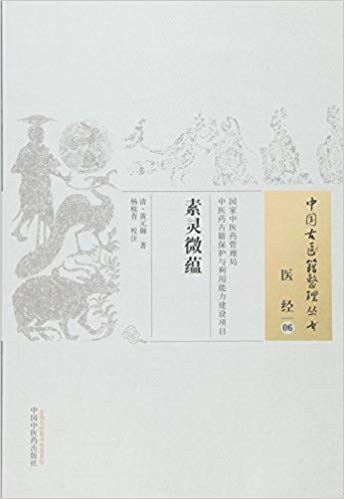 中国古医籍整理丛书
医经
06
国家中医药管理局
中医药古籍保护与利用能力建设项目
素灵微蕴
清·黄元御 著
杨枝青 校注
中国中医药出版社